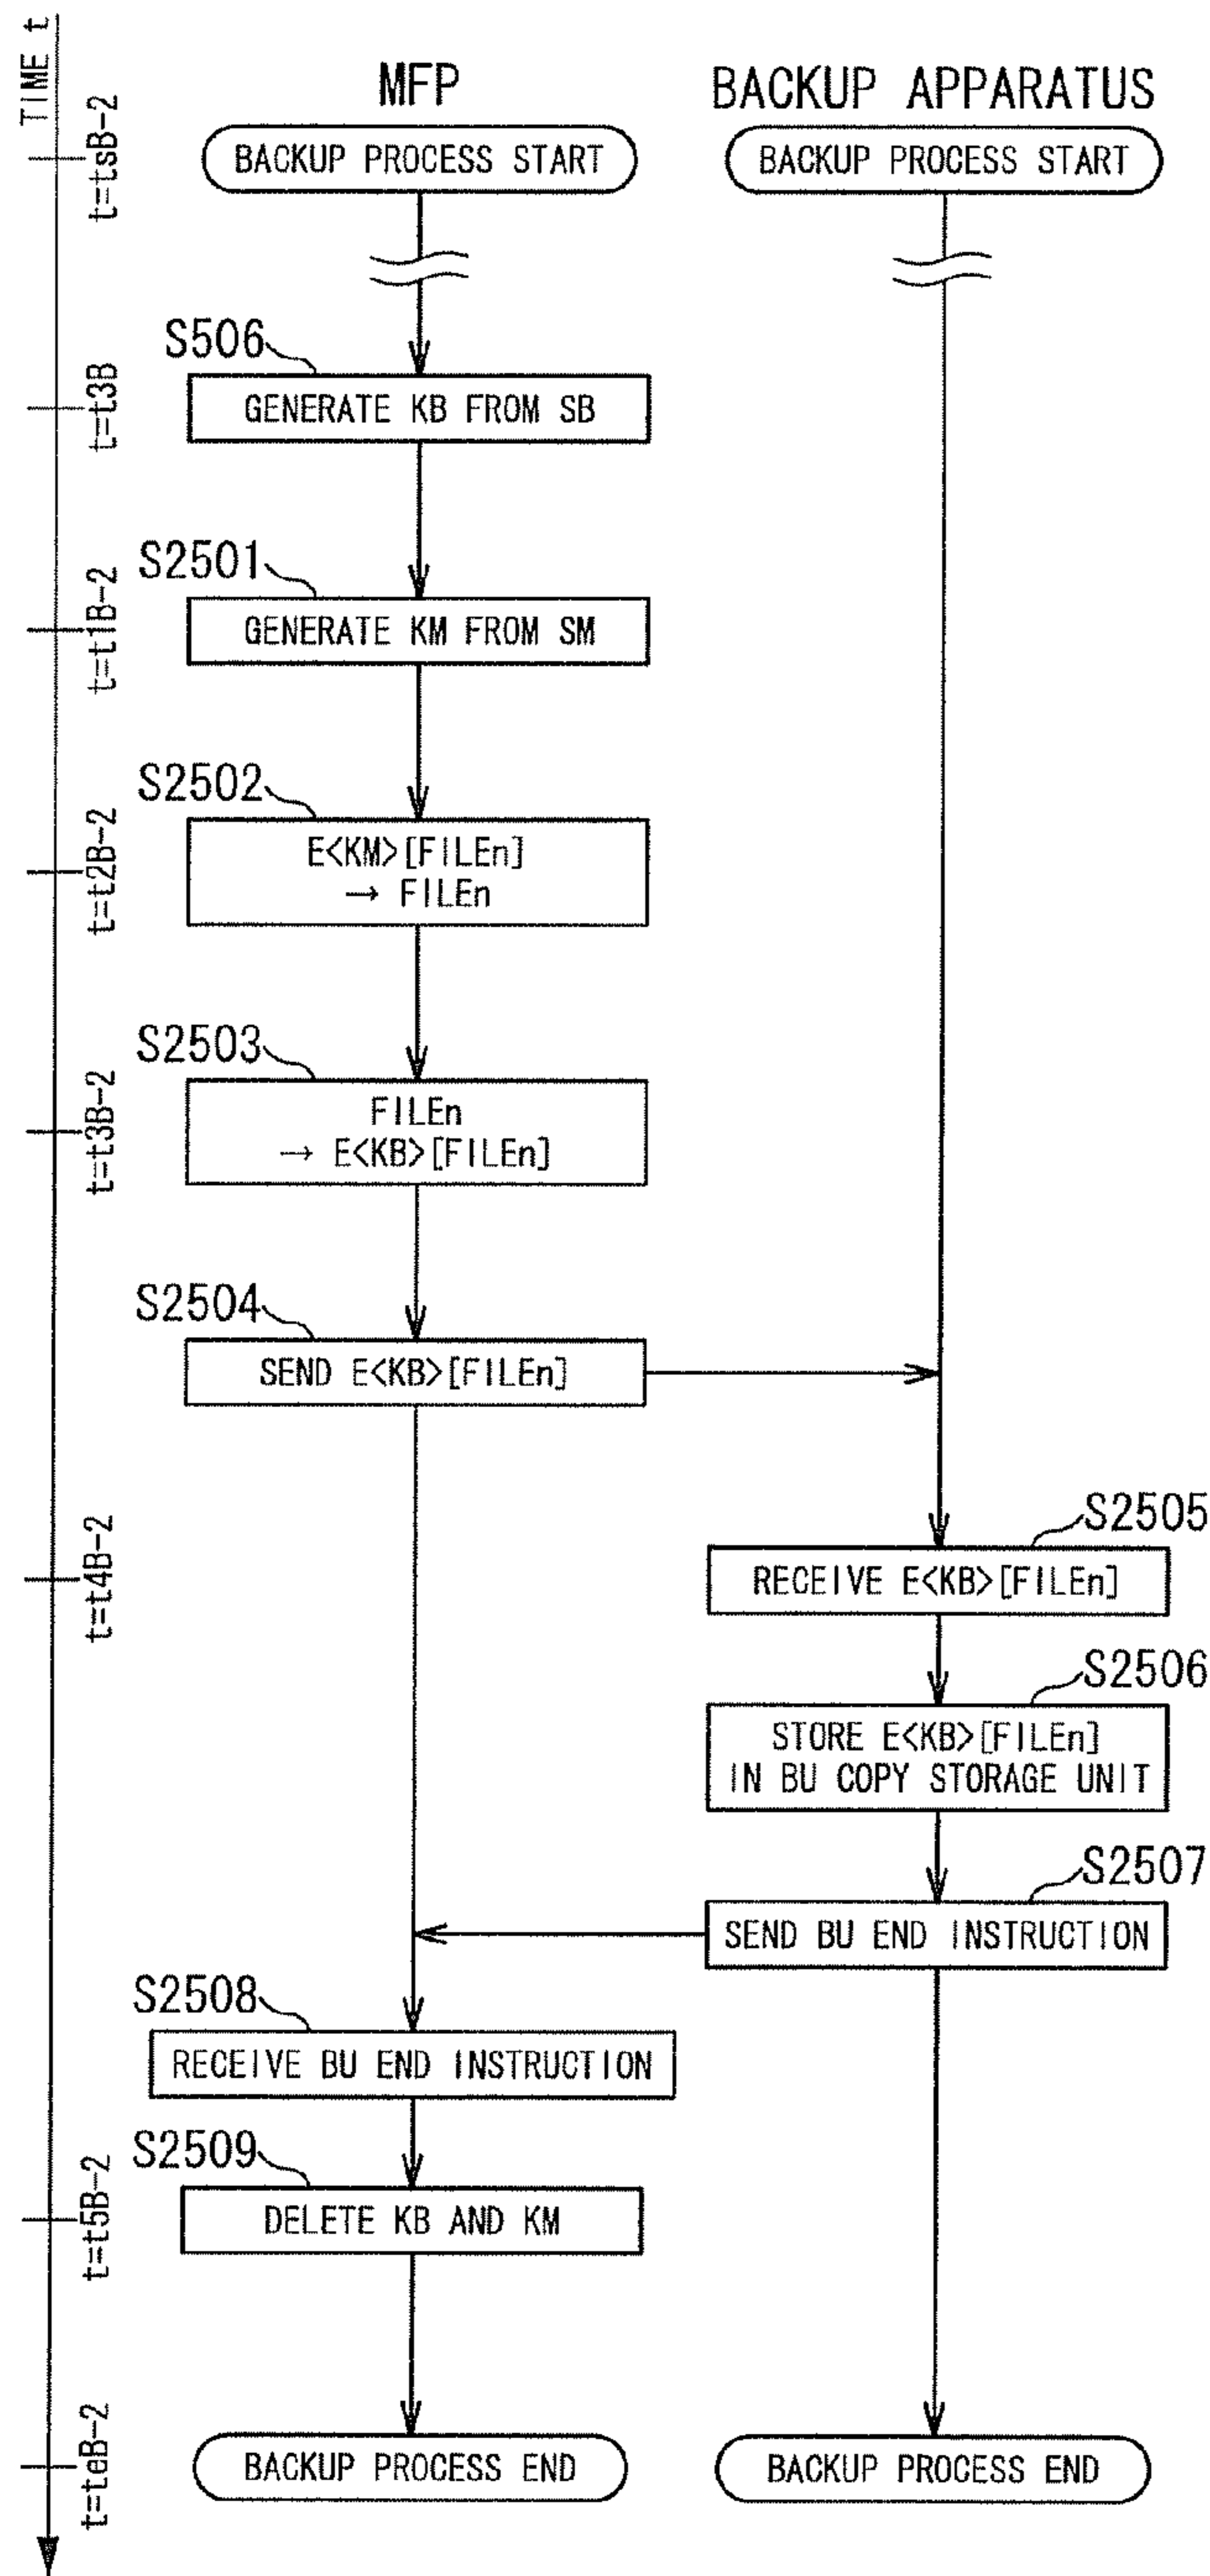 TIME t
MFP
BACKUP APPARATUS
t=tsB-2
BACKUP PROCESS START
BACKUP PROCESS START
S506
t=t3B
GENERATE KB FROM SB
S2501
t=t1B-2
GENERATE KM FROM SM
S2502
t=t2B-2
E<KM>[FILEn]
→ FILEn
S2503
t=t3B-2
FILEn
→ E<KB>[FILEn]
S2504
SEND E<KB>[FILEn]
S2505
t=t4B-2
RECEIVE E<KB>[FILEn]
S2506
STORE E<KB>[FILEn]
IN BU COPY STORAGE UNIT
S2507
SEND BU END INSTRUCTION
S2508
RECEIVE BU END INSTRUCTION
S2509
t=t5B-2
DELETE KB AND KM
t=teB-2
BACKUP PROCESS END
BACKUP PROCESS END